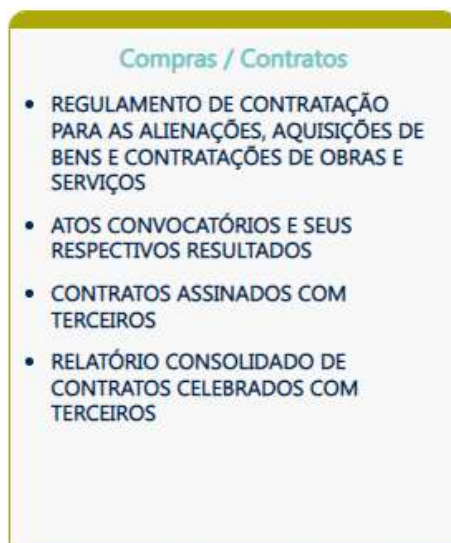 Compras / Contratos
• REGULAMENTO DE CONTRATAÇÃO
PARA AS ALIENAÇÕES, AQUISIÇÕES DE
BENS E CONTRATAÇÕES DE OBRAS E
SERVIÇOS
• ATOS CONVOCATÓRIOS E SEUS
RESPECTIVOS RESULTADOS
• CONTRATOS ASSINADOS COM
TERCEIROS
• RELATÓRIO CONSOLIDADO DE
CONTRATOS CELEBRADOS COM
TERCEIROS